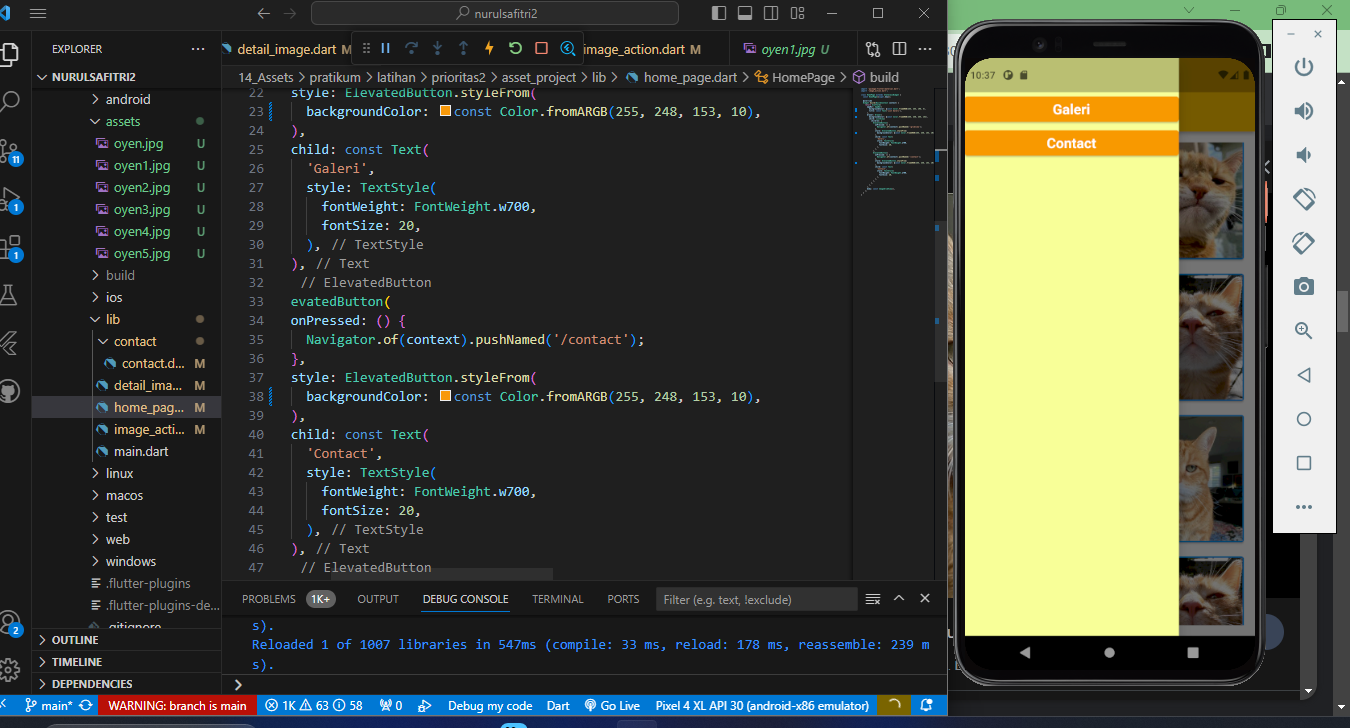 nurulsafitri2
EXPLORER
NURULSAFITRI2
android
assets
oyen.jpg U
oyen1.jpg U
oyen2.jpg U
oyen3.jpg U
oyen4.jpg U
oyen5.jpg U
build
ios
lib
contact
contact.d... M
detail_ima... M
home_pag... M
image_acti... M
main.dart
linux
macos
test
web
windows
.flutter-plugins
.flutter-plugins-de...
.gitignore
OUTLINE
TIMELINE
DEPENDENCIES
11
1
1
2
detail_image.dart M
image_action.dart M
oyen1.jpg U
14_Assets > pratikum > latihan > prioritas2 > asset_project > lib > home_page.dart > HomePage > build
22 style: ElevatedButton.styleFrom(
23 backgroundColor: const Color.fromARGB(255, 248, 153, 10),
24 ),
25 child: const Text(
26 'Galeri',
27 style: TextStyle(
28 fontWeight: FontWeight.w700,
29 fontSize: 20,
30 ), // TextStyle
31 ), // Text
32 // ElevatedButton
33 evatedButton(
34 onPressed: () {
35 Navigator.of(context).pushNamed('/contact');
36 },
37 style: ElevatedButton.styleFrom(
38 backgroundColor: const Color.fromARGB(255, 248, 153, 10),
39 ),
40 child: const Text(
41 'Contact',
42 style: TextStyle(
43 fontWeight: FontWeight.w700,
44 fontSize: 20,
45 ), // TextStyle
46 ), // Text
47 // ElevatedButton
PROBLEMS 1K+ OUTPUT DEBUG CONSOLE TERMINAL PORTS Filter (e.g. text, !exclude)
s).
Reloaded 1 of 1007 libraries in 547ms (compile: 33 ms, reload: 178 ms, reassemble: 239 m
s).
main* WARNING: branch is main 1K 63 58 0 Debug my code Dart Go Live Pixel 4 XL API 30 (android-x86 emulator)
10:37
Galeri
Contact